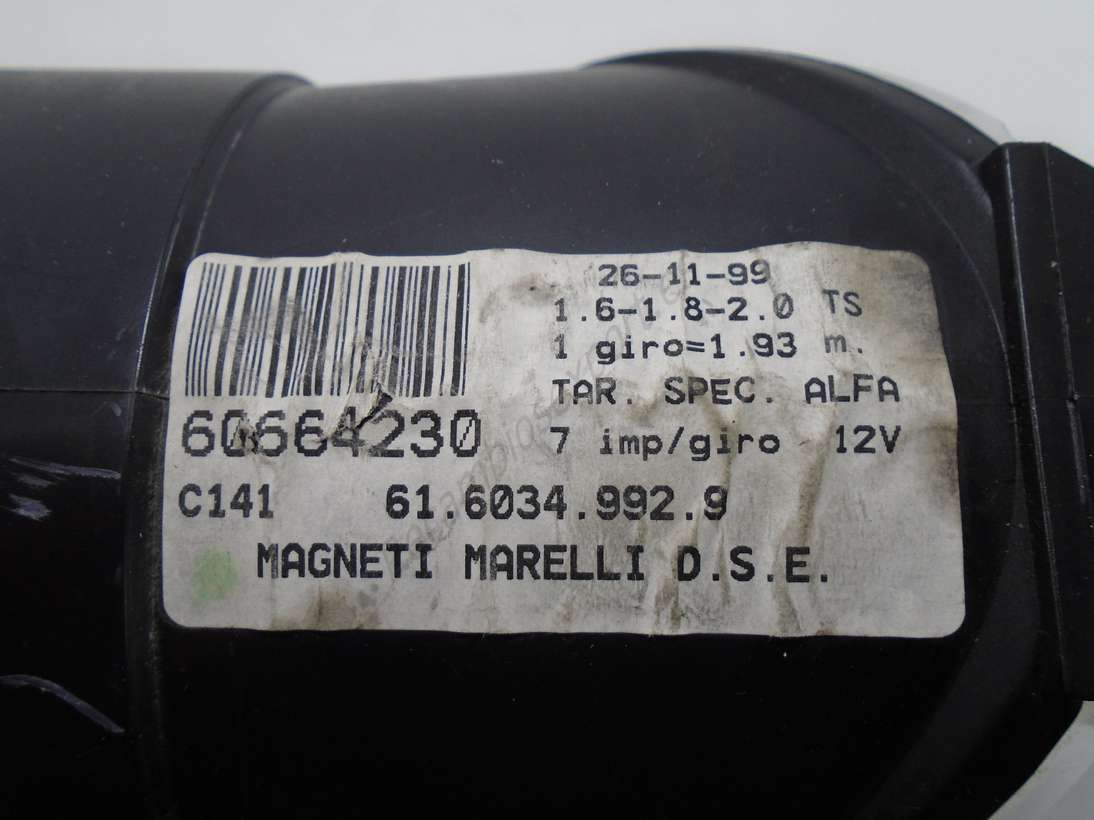 26-11-99
1.6-1.8-2.0 TS
1 giro=1.93 m.
TAR. SPEC. ALFA
60664230
7 imp/giro 12V
C141 61.6034.992.9
MAGNETI MARELLI D.S.E.